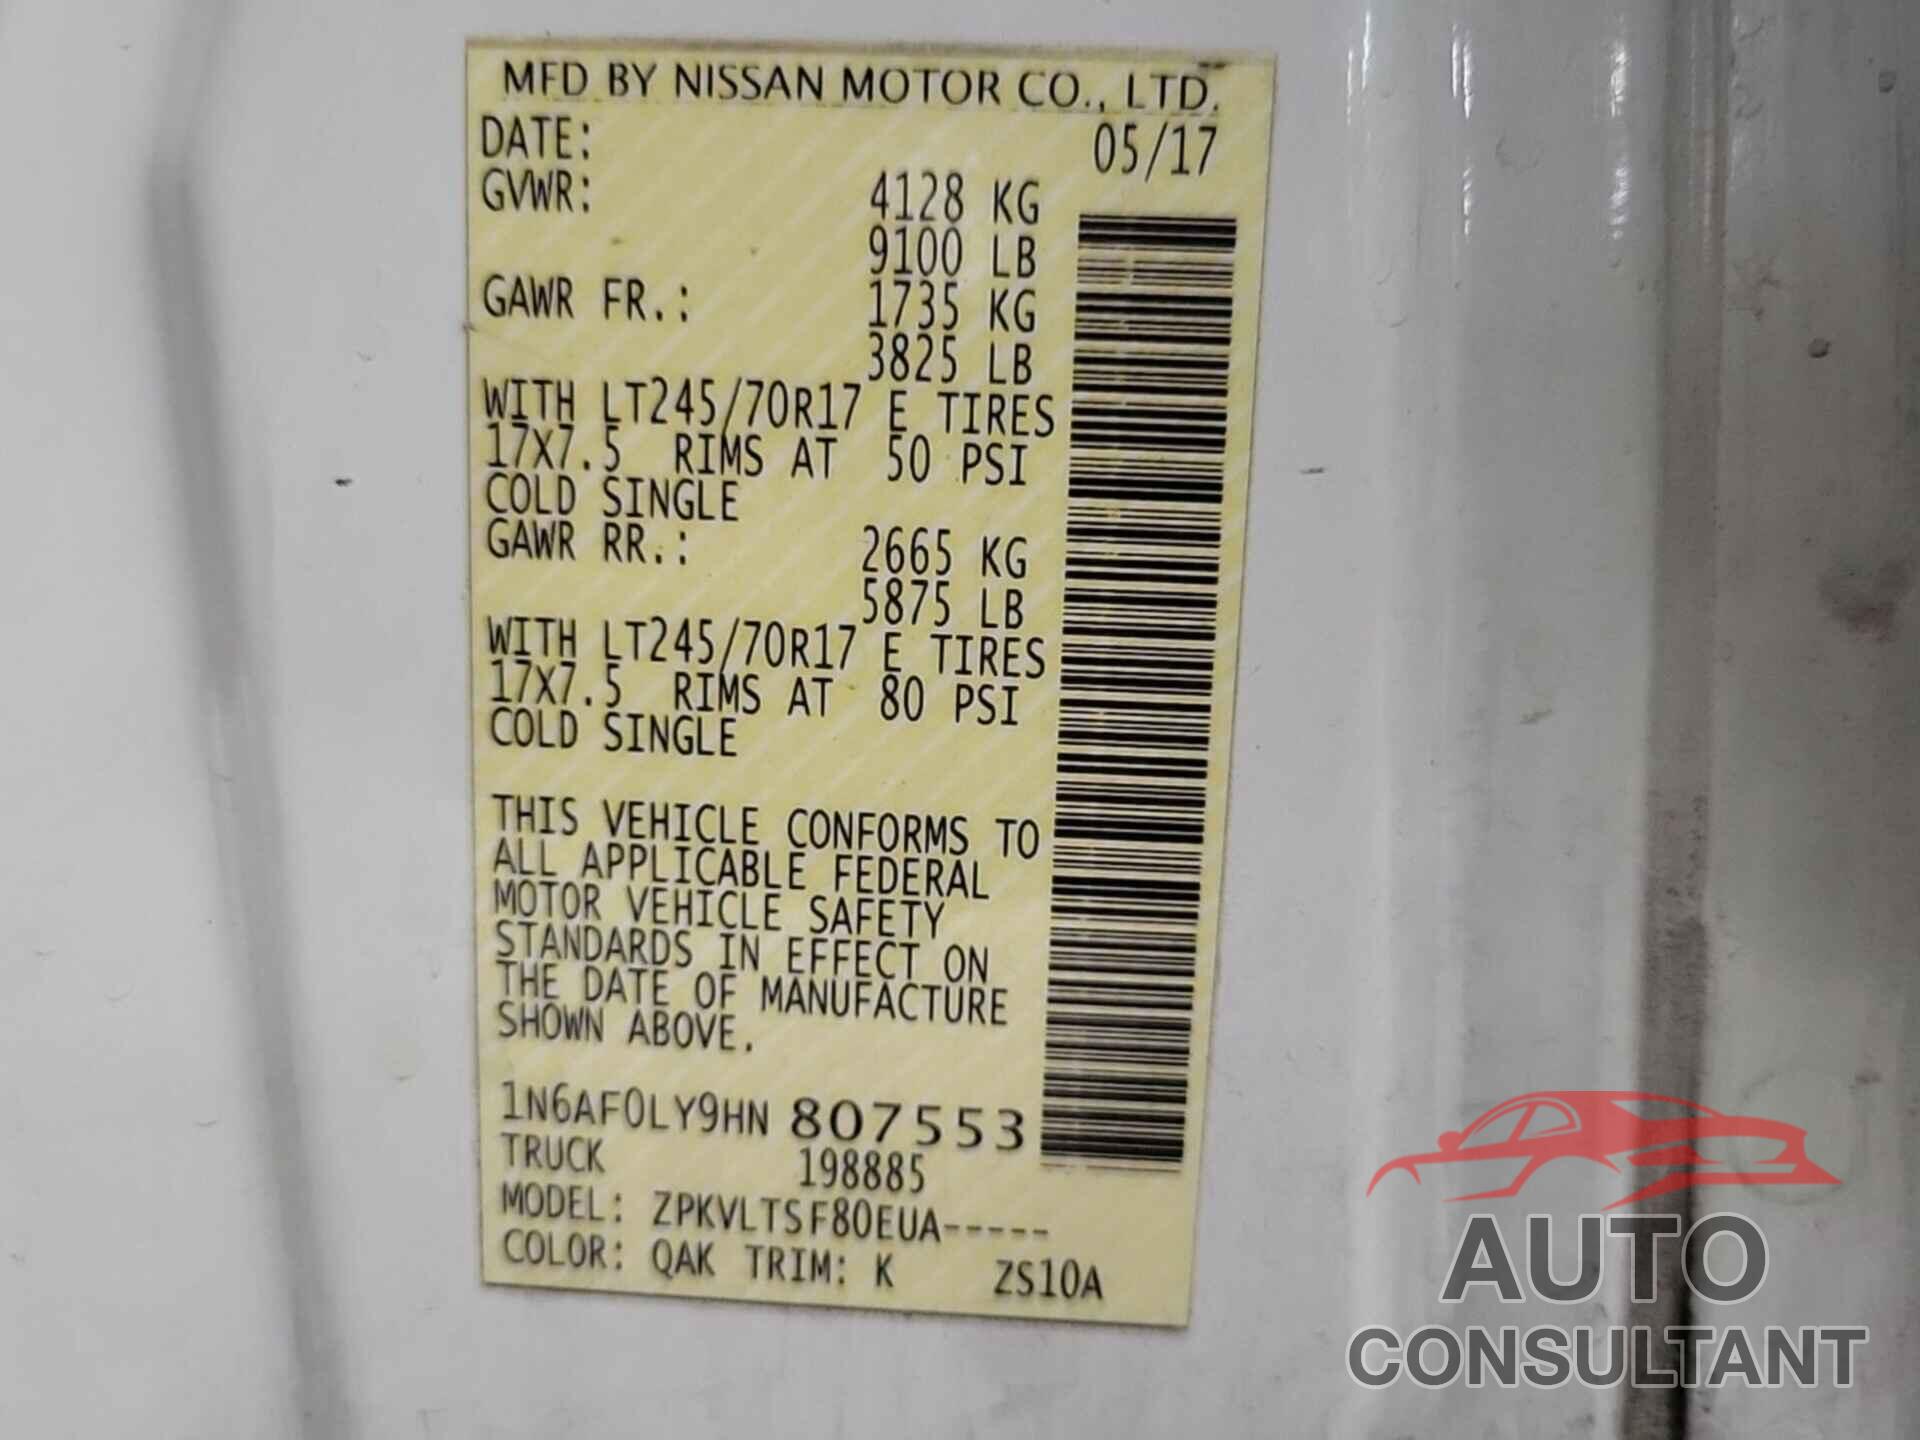 MFD BY NISSAN MOTOR CO., LTD.
DATE: 05/17
GVWR: 4128 KG
9100 LB
GAWR FR.: 1735 KG
3825 LB
WITH LT245/70R17 E TIRES
17X7.5 RIMS AT 50 PSI
COLD SINGLE
GAWR RR.: 2665 KG
5875 LB
WITH LT245/70R17 E TIRES
17X7.5 RIMS AT 80 PSI
COLD SINGLE
THIS VEHICLE CONFORMS TO
ALL APPLICABLE FEDERAL
MOTOR VEHICLE SAFETY
STANDARDS IN EFFECT ON
THE DATE OF MANUFACTURE
SHOWN ABOVE.
1N6AF0LY9HN 807553
TRUCK 198885
MODEL: ZPKVLTSF80EUA-----
COLOR: QAK TRIM: K ZS10A
AUTO
CONSULTANT